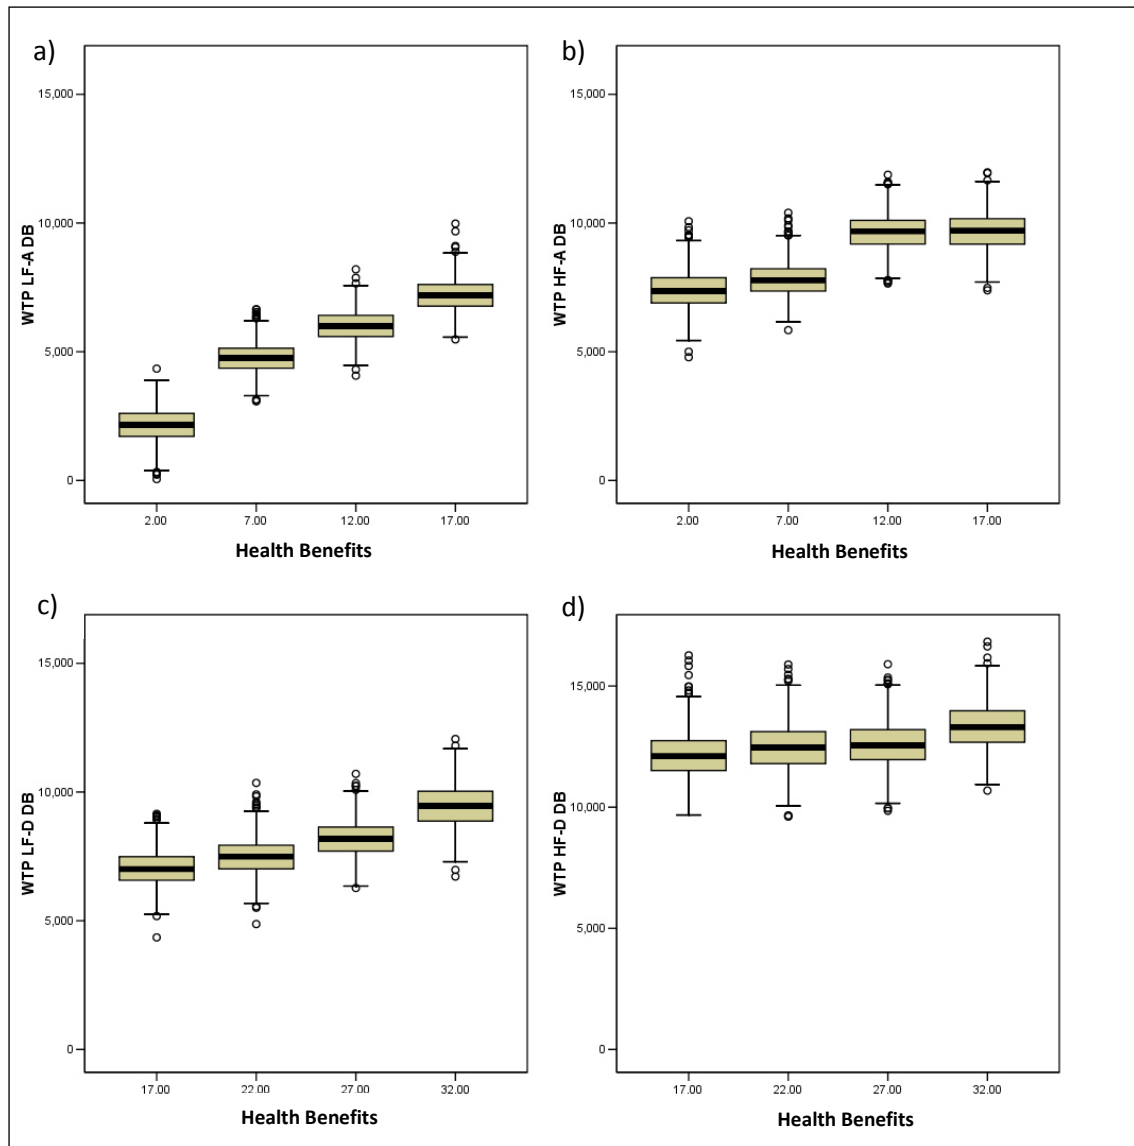 a)
15,000
10,000
5,000
0
WTP LF-A DB
2.00 7.00 12.00 17.00
Health Benefits
b)
15,000
10,000
5,000
0
WTP HF-A DB
2.00 7.00 12.00 17.00
Health Benefits
c)
15,000
10,000
5,000
0
WTP LF-D DB
17.00 22.00 27.00 32.00
Health Benefits
d)
15,000
10,000
5,000
0
WTP HF-D DB
17.00 22.00 27.00 32.00
Health Benefits